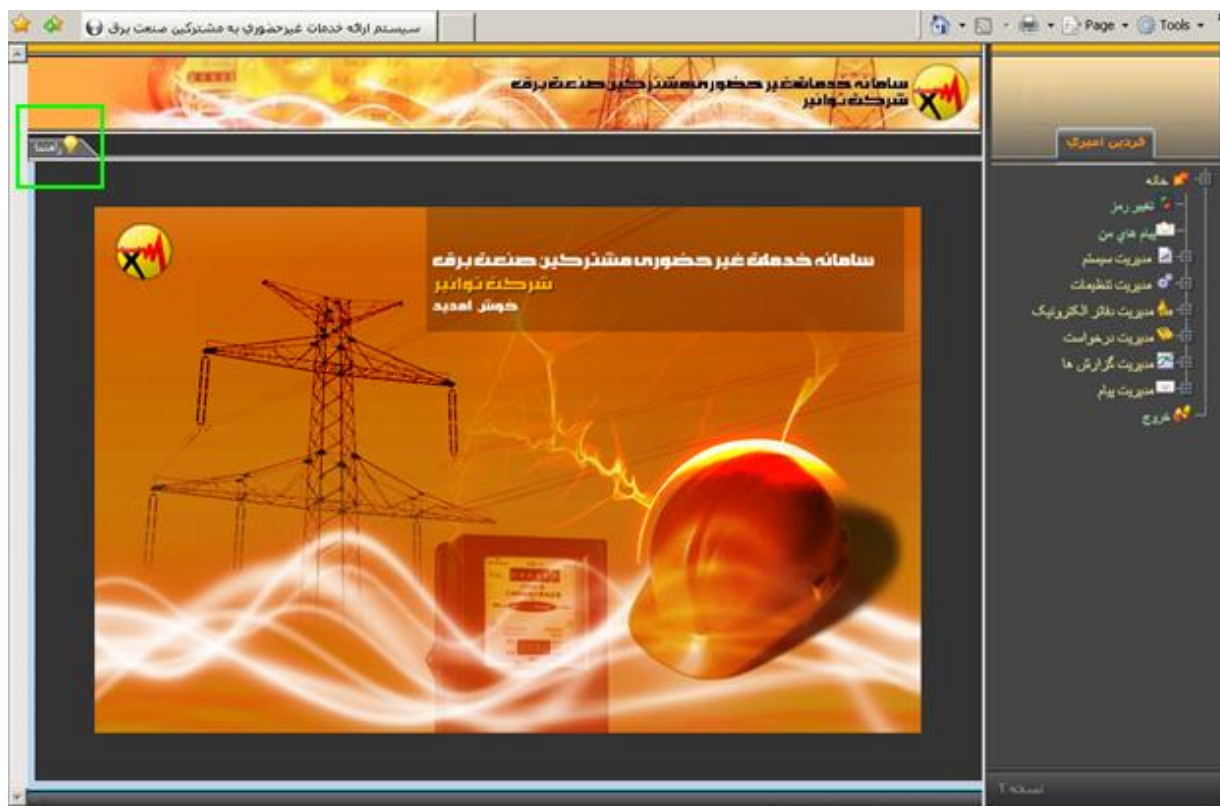 سیستم ارائه خدمات غیرحضوری به مشترکین صنعت برق
Page
Tools
سامانه خدمات غیر حضوری مشترکین صنعت برق
شرکت توانیر
راهنما
فردین امیری
خانه
تغییر رمز
پیام های من
مدیریت سیستم
مدیریت تنظیمات
مدیریت دفاتر الکترونیک
مدیریت درخواست
مدیریت گزارش ها
مدیریت پیام
خروج
سامانه خدمات غیر حضوری مشترکین صنعت برق
شرکت توانیر
خوش آمدید
نسخه ۲